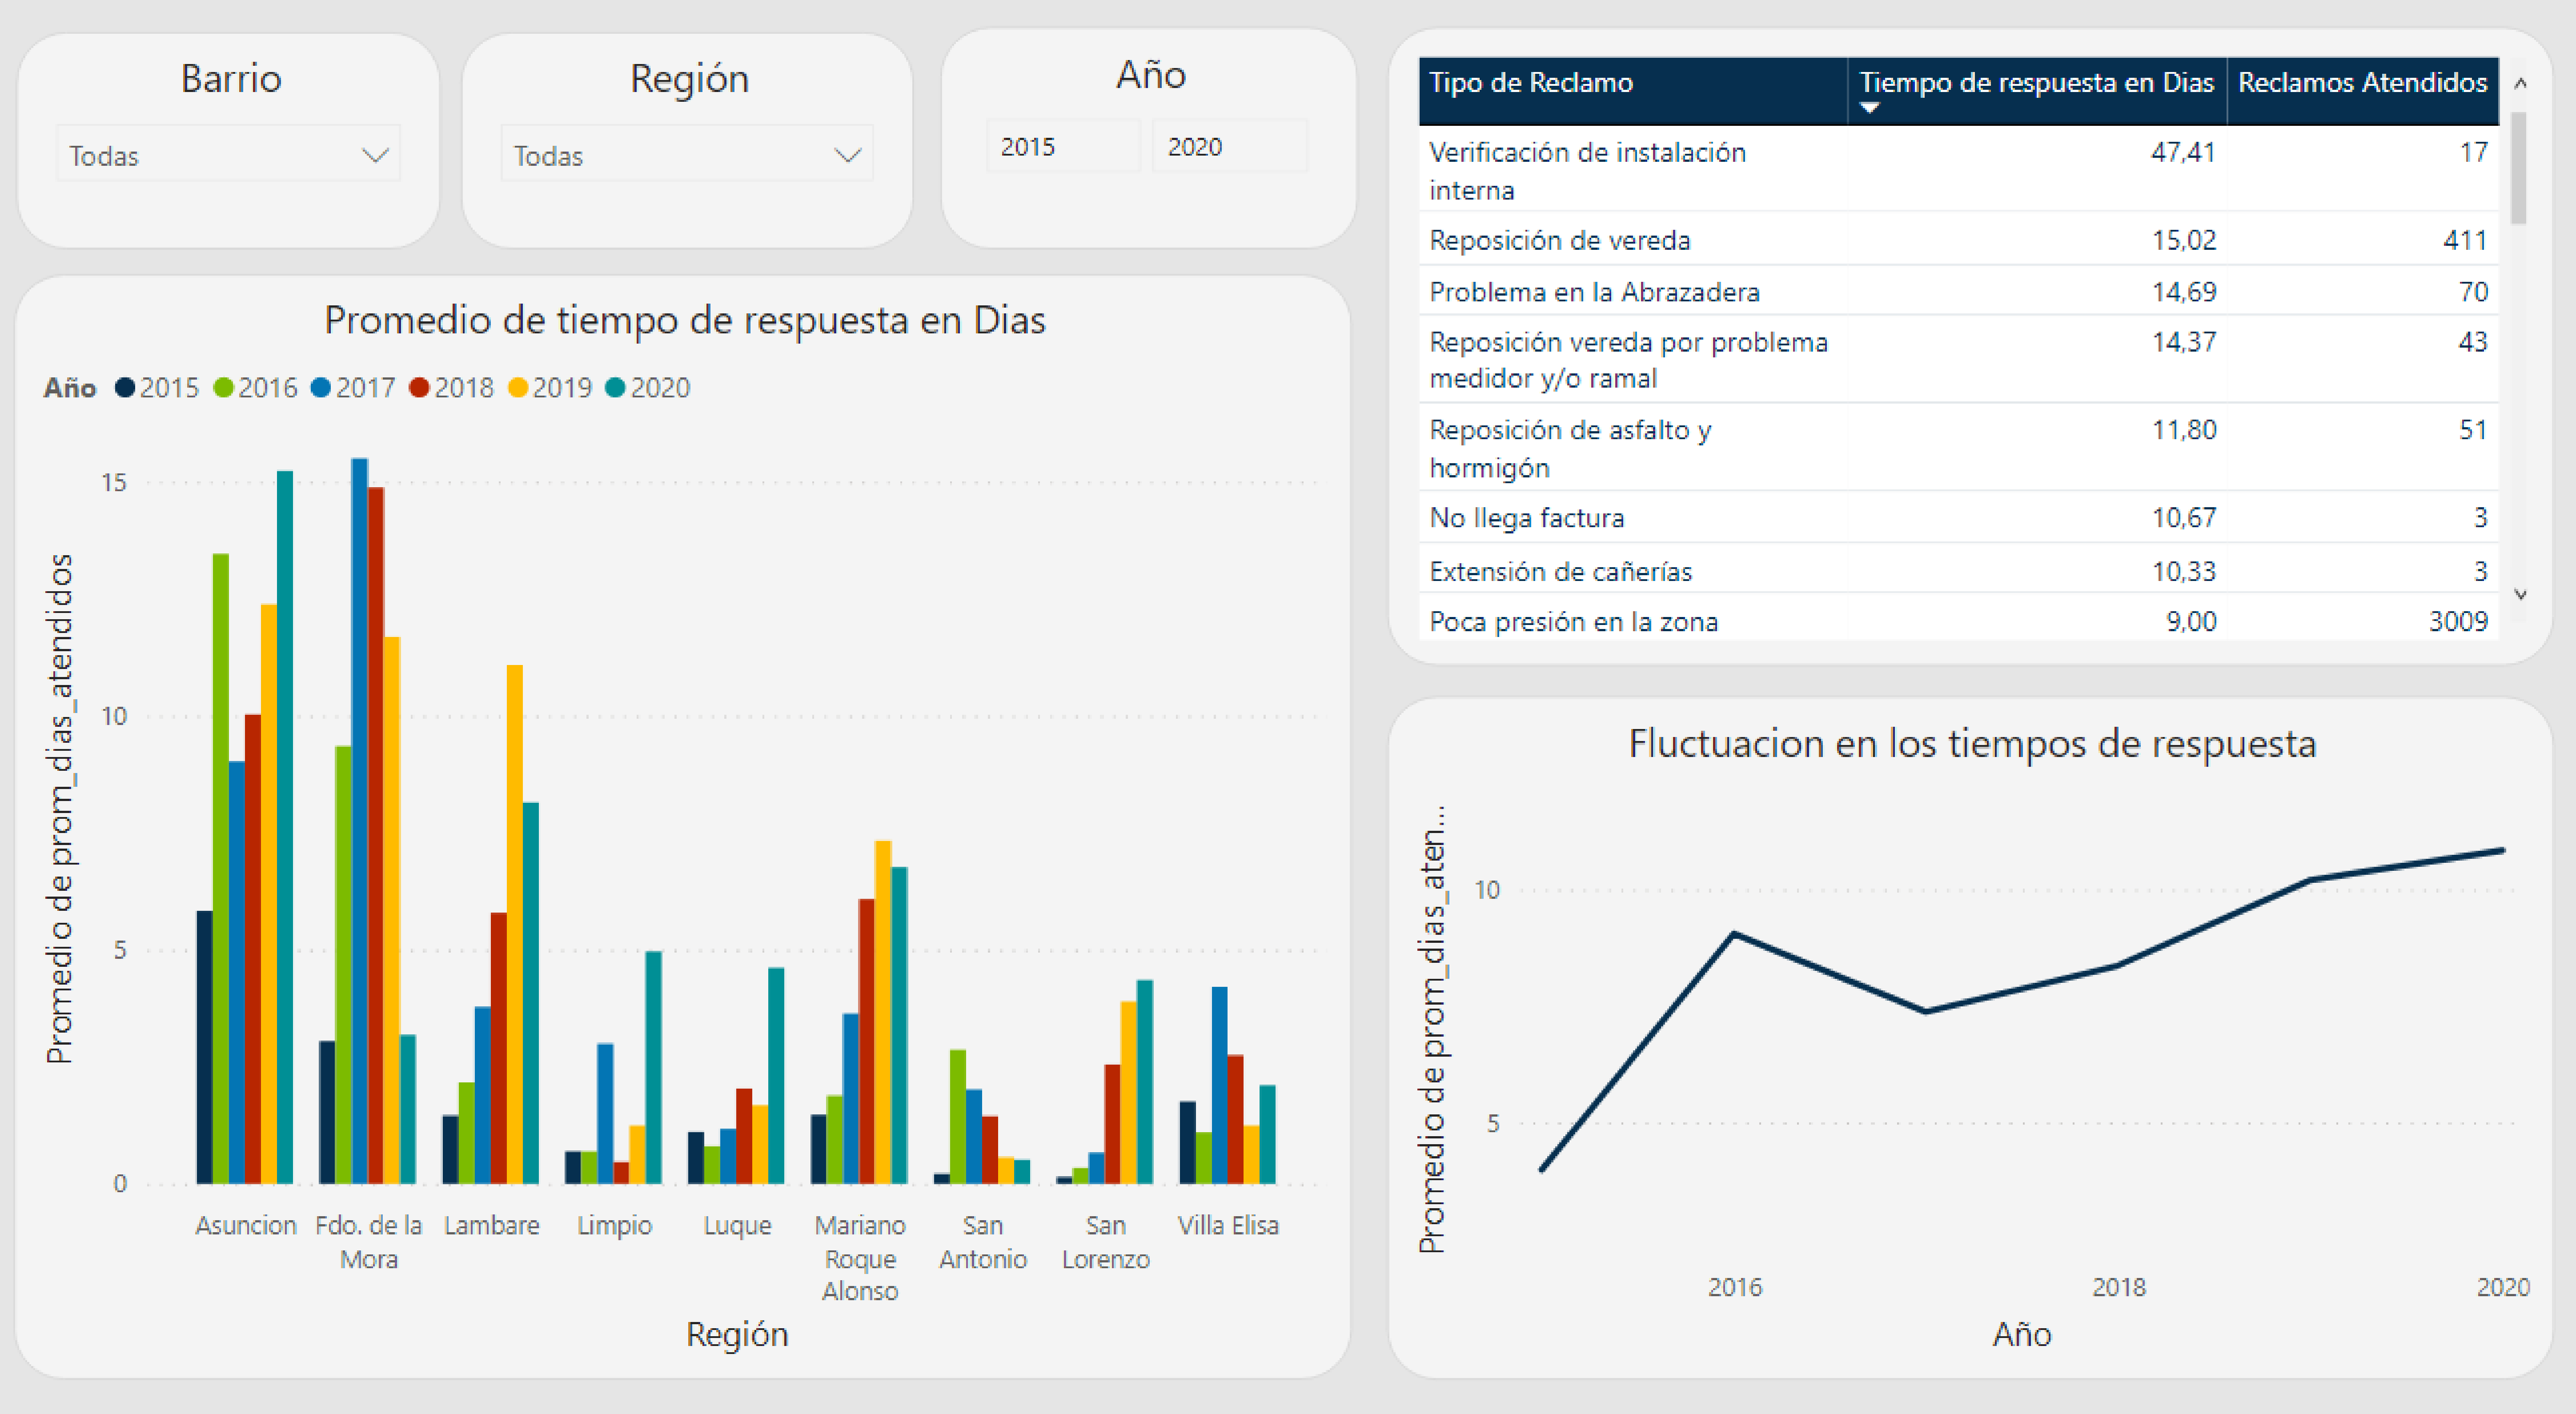 Barrio
Todas
Región
Todas
Año
2015 2020
Tipo de Reclamo Tiempo de respuesta en Dias Reclamos Atendidos
Verificación de instalación interna 47,41 17
Reposición de vereda 15,02 411
Problema en la Abrazadera 14,69 70
Reposición vereda por problema medidor y/o ramal 14,37 43
Reposición de asfalto y hormigón 11,80 51
No llega factura 10,67 3
Extensión de cañerías 10,33 3
Poca presión en la zona 9,00 3009
Promedio de tiempo de respuesta en Dias
Año 2015 2016 2017 2018 2019 2020
Promedio de prom_dias_atendidos
15
10
5
0
Asuncion
Fdo. de la
Mora
Lambare
Limpio
Luque
Mariano
Roque
Alonso
San
Antonio
San
Lorenzo
Villa Elisa
Región
Fluctuacion en los tiempos de respuesta
Promedio de prom_dias_aten...
10
5
2016 2018 2020
Año